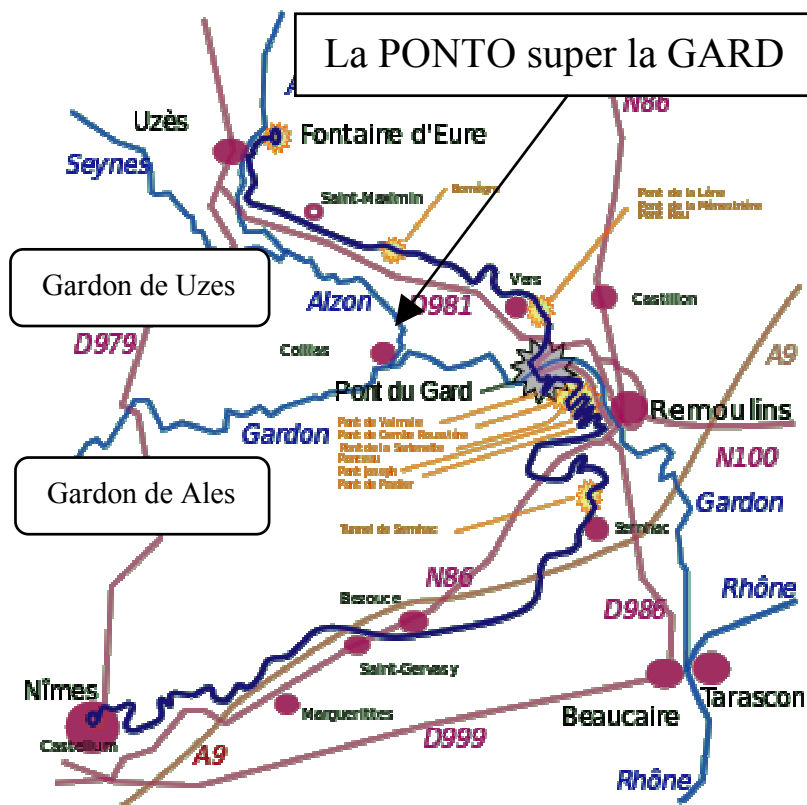 La PONTO super la GARD
A
N86
Uzès
Fontaine d'Eure
Seynes
Saint-Maximin
Bornègre
Pont de la Lône
Pont de la Ménestrière
Pont Rou
Gardon de Uzes
Vers
Castillon
Alzon
D981
D979
A9
Collias
Pont du Gard
Remoulins
Gardon
Pont de Valmale
Pont de Combe Roussière
Pont de la Sartanette
Pont Joseph
Pont de Pradier
N100
Gardon de Ales
Gardon
Tunnel de Sernhac
Sernhac
N86
Rhône
Bezouce
D986
Saint-Gervasy
Nîmes
Beaucaire
Tarascon
Marguerittes
Castellum
D999
A9
Rhône